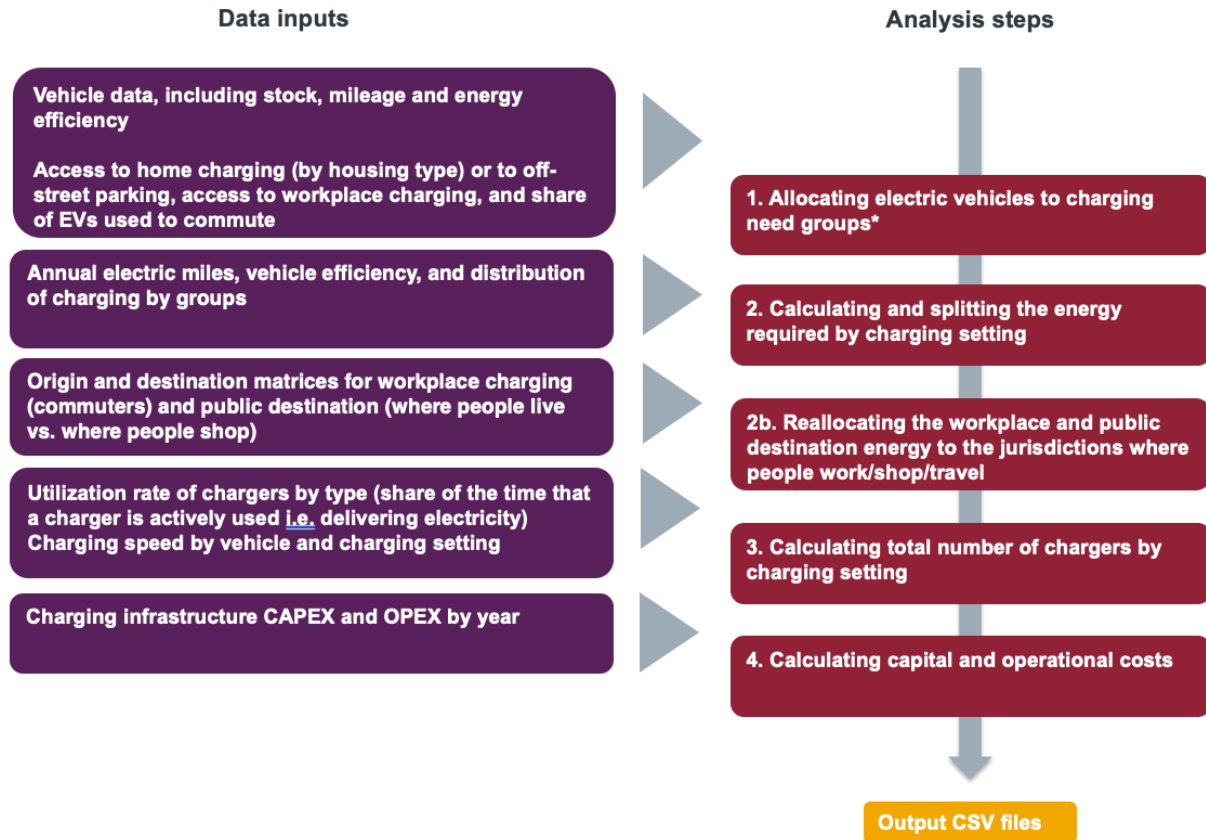 Data inputs
Analysis steps
Vehicle data, including stock, mileage and energy
efficiency
Access to home charging (by housing type) or to off-
street parking, access to workplace charging, and share
of EVs used to commute
1. Allocating electric vehicles to charging
need groups*
Annual electric miles, vehicle efficiency, and distribution
of charging by groups
2. Calculating and splitting the energy
required by charging setting
Origin and destination matrices for workplace charging
(commuters) and public destination (where people live
vs. where people shop)
2b. Reallocating the workplace and public
destination energy to the jurisdictions where
people work/shop/travel
Utilization rate of chargers by type (share of the time that
a charger is actively used i.e. delivering electricity)
Charging speed by vehicle and charging setting
3. Calculating total number of chargers by
charging setting
Charging infrastructure CAPEX and OPEX by year
4. Calculating capital and operational costs
Output CSV files